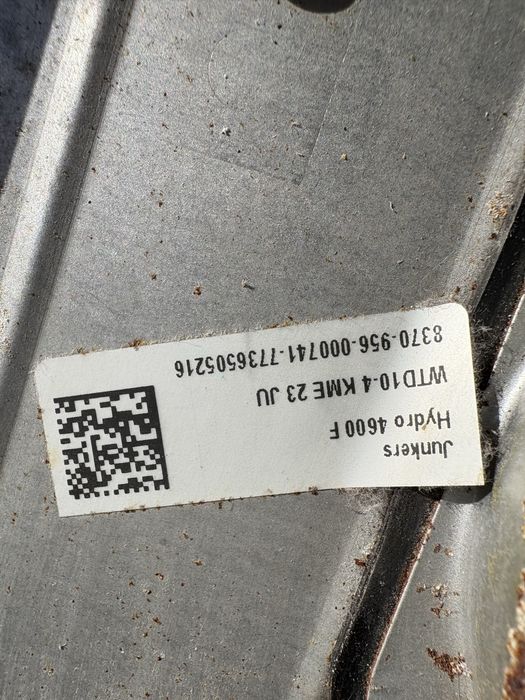 Junkers
Hydro 4600 F
WTD10-4 KME 23 JU
8370-956-000741-7736505216